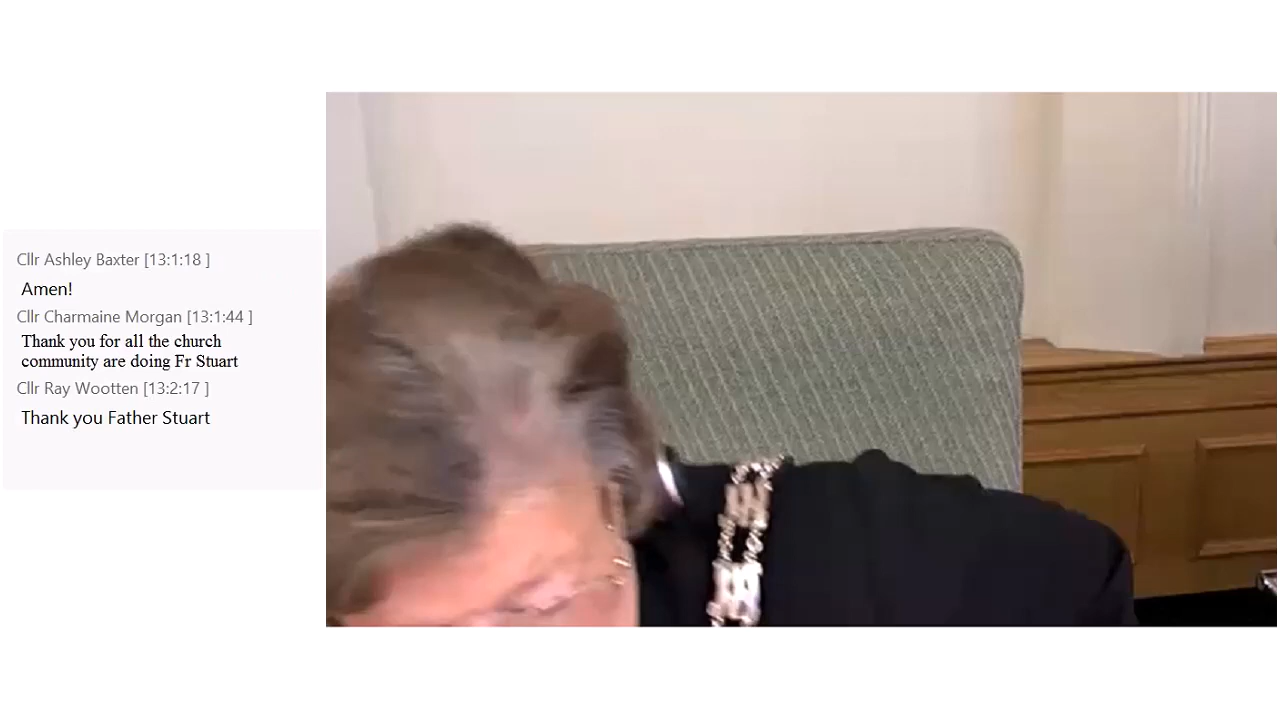 Cllr Ashley Baxter [13:1:18 ]
Amen!
Cllr Charmaine Morgan [13:1:44 ]
Thank you for all the church
community are doing Fr Stuart
Cllr Ray Wootten [13:2:17 ]
Thank you Father Stuart